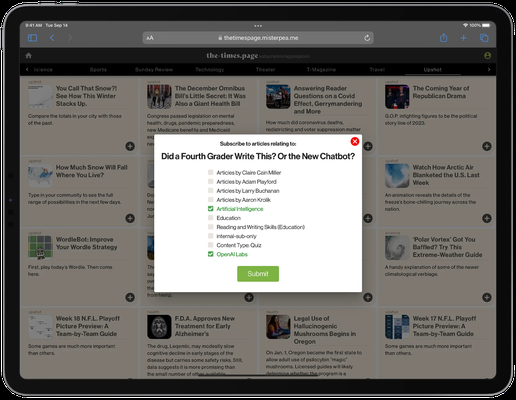 9:41 AM Tue Sep 14
100%
AA
thetimespage.misterpea.me
the-times.page
Science
Sports
Sunday Review
Technology
Theater
T-Magazine
Travel
Upshot
You Call That Snow?!
See How This Winter
Stacks Up.
Compare the totals in your city with those
of the past.
The December Omnibus
Bill's Little Secret: It Was
Also a Giant Health Bill
Congress passed legislation on mental
health, drugs, pandemic preparedness,
new Medicare benefits and Medicaid
Answering Reader
Questions on a Covid
Effect, Gerrymandering
and More
How much did coronavirus deaths,
redistricting and voter suppression matter
The Coming Year of
Republican Drama
G.O.P. infighting figures to be the political
story line of 2023.
Subscribe to articles relating to:
Did a Fourth Grader Write This? Or the New Chatbot?
Articles by Claire Cain Miller
Articles by Adam Playford
Articles by Larry Buchanan
Articles by Aaron Krolik
Artificial Intelligence
Education
Reading and Writing Skills (Education)
internal-sub-only
Content Type: Quiz
OpenAI Labs
Submit
How Much Snow Will Fall
Where You Live?
Type in your community to see the full
range of possibilities in the next few days.
Watch How Arctic Air
Blanketed the U.S. Last
Week
An animation reveals the details of the
freeze-bone-chilling journey across the
nation.
WordleBot: Improve
Your Wordle Strategy
First, play today's Wordle. Then come
here.
'Polar Vortex' Got You
Baffled? Try This
Extreme-Weather Guide
A handy explanation of some of the newer
climatological verbiage.
Week 18 N.F.L. Playoff
Picture Preview: A
Team-by-Team Guide
Some games are much more important
than others.
F.D.A. Approves New
Treatment for Early
Alzheimer's
The drug, Leqembi, may modestly slow
cognitive decline in early stages of the
disease but carries some safety risks. Still,
data suggests it is more promising than
the small number of other available
Legal Use of
Hallucinogenic
Mushrooms Begins in
Oregon
On Jan. 1, Oregon became the first state to
allow adult use of psilocybin "magic"
mushrooms. Licensed guides will likely
determine whether the program is a
Week 17 N.F.L. Playoff
Picture Preview: A
Team-by-Team Guide
Some games are much more important
than others.